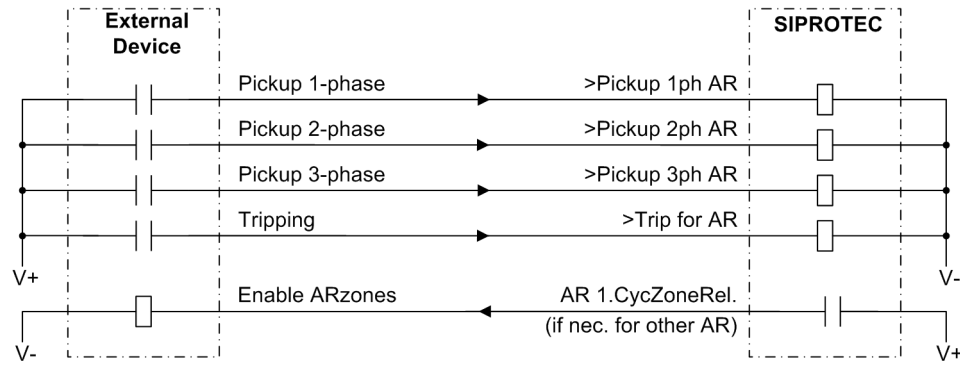 External
Device
SIPROTEC
Pickup 1-phase >Pickup 1ph AR
Pickup 2-phase >Pickup 2ph AR
Pickup 3-phase >Pickup 3ph AR
Tripping >Trip for AR
V+ V-
Enable ARzones AR 1.CycZoneRel.
(if nec. for other AR)
V- V+